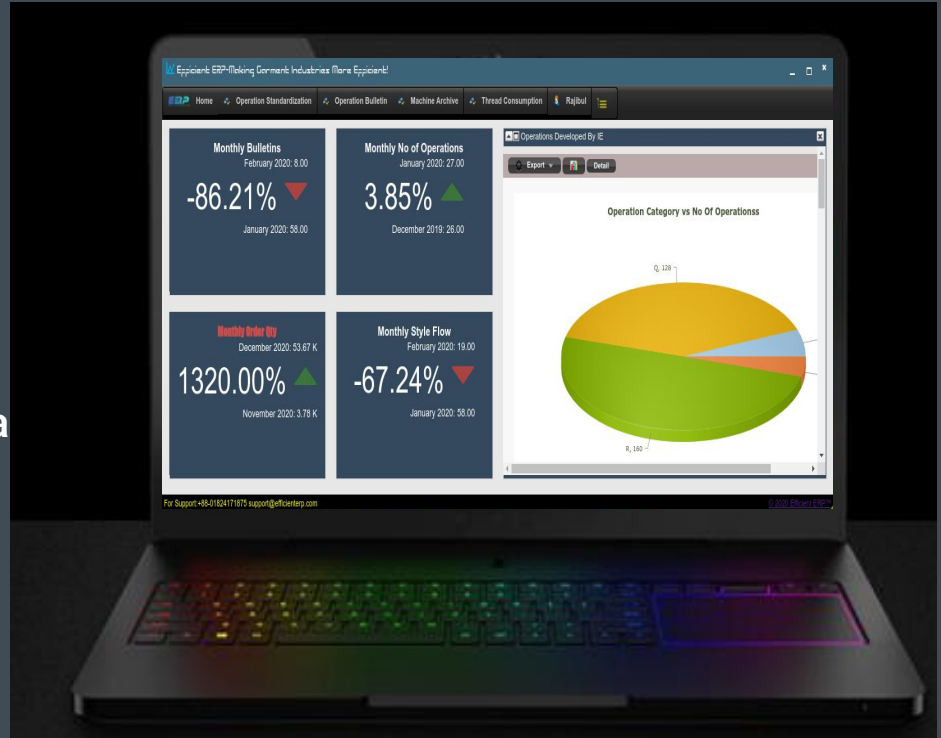 Eppicient ERP-Making Garment Industries More Eppicient!
ERP Home Operation Standardization Operation Bulletin Machine Archive Thread Consumption Rajibul
Monthly Bulletins
February 2020: 8.00
-86.21%
January 2020: 58.00
Monthly No of Operations
January 2020: 27.00
3.85%
December 2019: 26.00
Monthly Order Qty
December 2020: 53.67 K
1320.00%
November 2020: 3.78 K
Monthly Style Flow
February 2020: 19.00
-67.24%
January 2020: 58.00
Operations Developed By IE
Export Detail
Operation Category vs No Of Operationss
Q, 128
R, 160
a
For Support:+88-01824171875 support@efficienterp.com
© 2020 Efficient ERP™